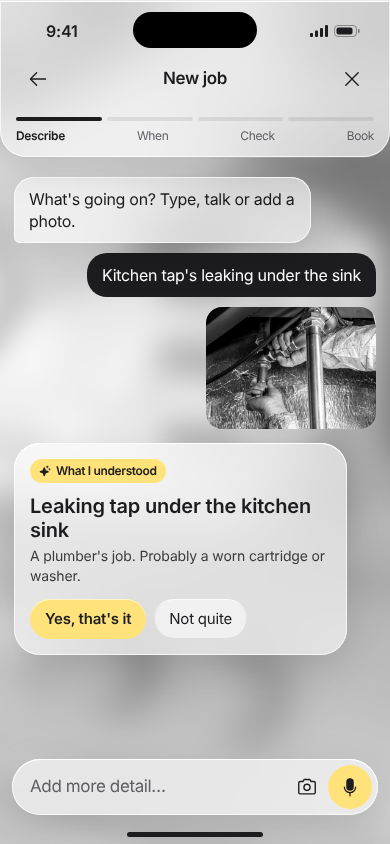 9:41
New job
Describe
When
Check
Book
What's going on? Type, talk or add a
photo.
Kitchen tap's leaking under the sink
What I understood
Leaking tap under the kitchen
sink
A plumber's job. Probably a worn cartridge or
washer.
Yes, that's it
Not quite
Add more detail...